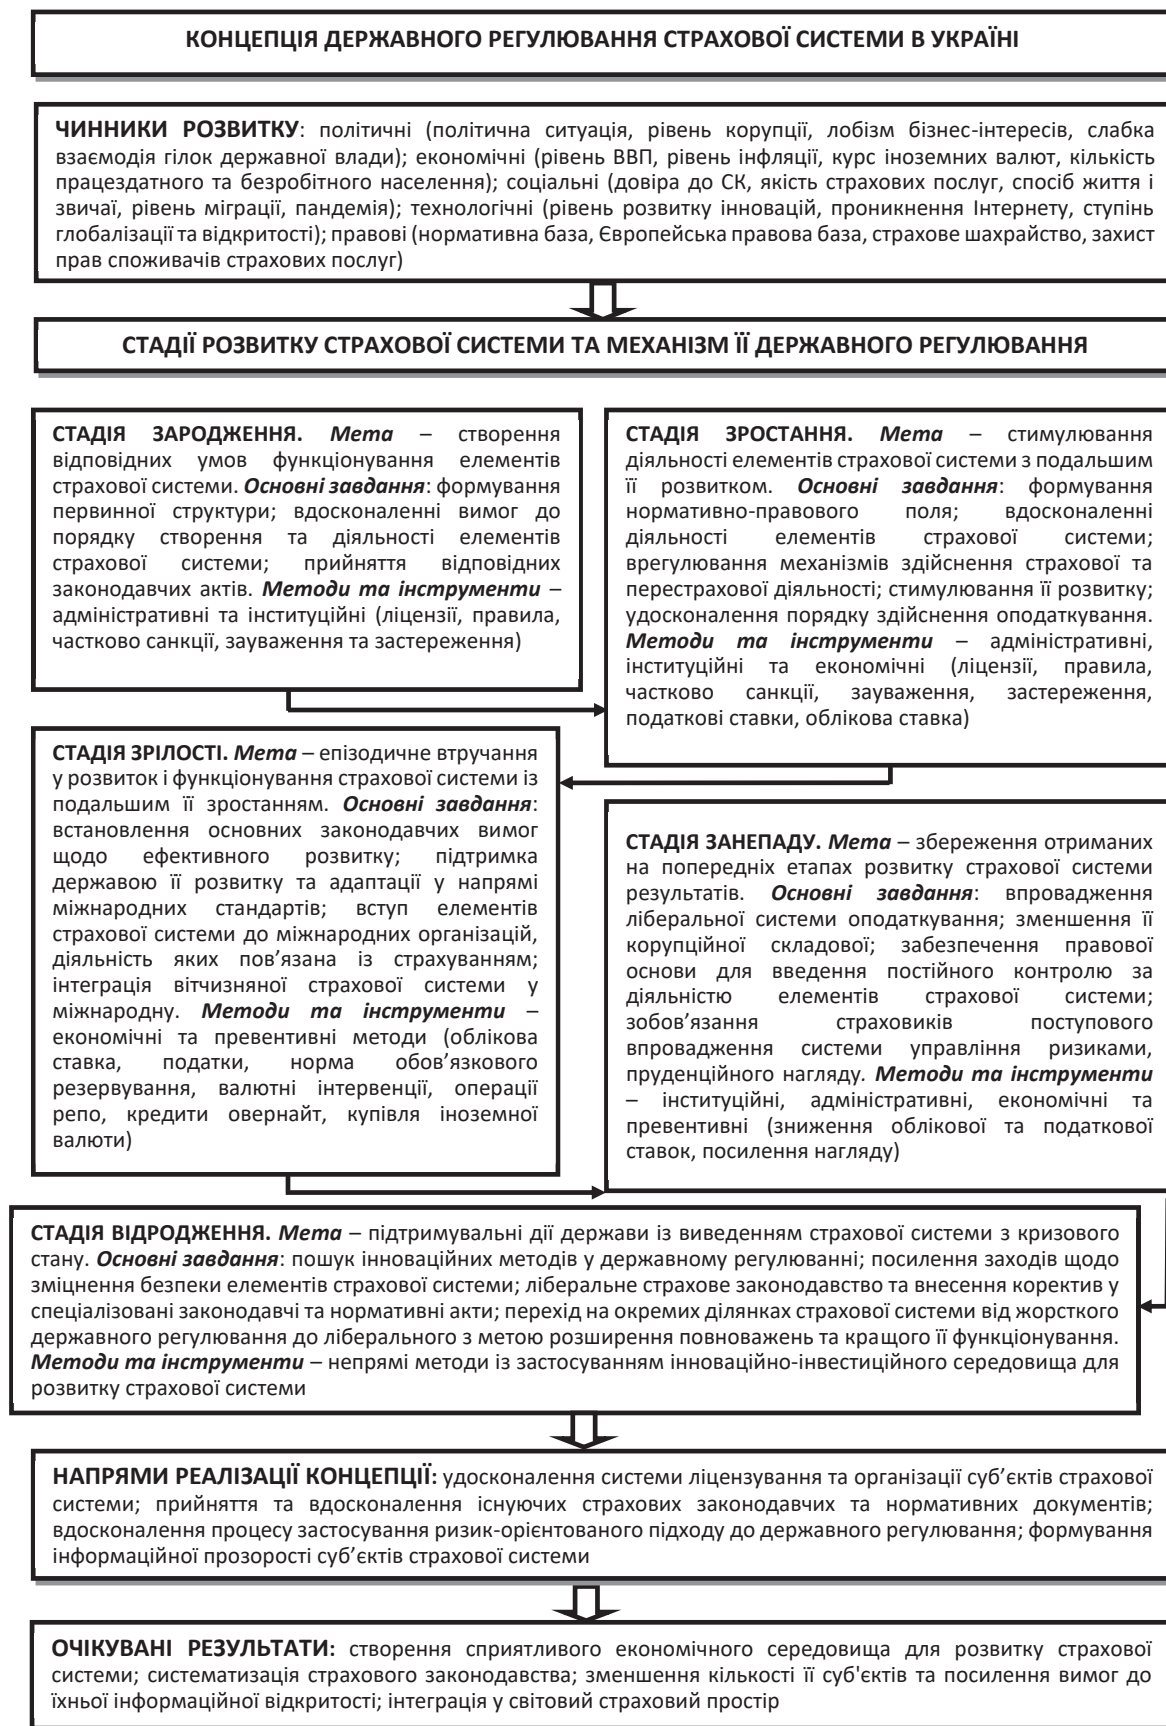 КОНЦЕПЦІЯ ДЕРЖАВНОГО РЕГУЛЮВАННЯ СТРАХОВОЇ СИСТЕМИ В УКРАЇНІ
ЧИННИКИ РОЗВИТКУ: політичні (політична ситуація, рівень корупції, лобізм бізнес-інтересів, слабка
взаємодія гілок державної влади); економічні (рівень ВВП, рівень інфляції, курс іноземних валют, кількість
працездатного та безробітного населення); соціальні (довіра до СК, якість страхових послуг, спосіб життя і
звичаї, рівень міграції, пандемія); технологічні (рівень розвитку інновацій, проникнення Інтернету, ступінь
глобалізації та відкритості); правові (нормативна база, Європейська правова база, страхове шахрайство, захист
прав споживачів страхових послуг)
СТАДІЇ РОЗВИТКУ СТРАХОВОЇ СИСТЕМИ ТА МЕХАНІЗМ ЇЇ ДЕРЖАВНОГО РЕГУЛЮВАННЯ
СТАДІЯ ЗАРОДЖЕННЯ. Мета – створення
відповідних умов функціонування елементів
страхової системи. Основні завдання: формування
первинної структури; вдосконаленні вимог до
порядку створення та діяльності елементів
страхової системи; прийняття відповідних
законодавчих актів. Методи та інструменти –
адміністративні та інституційні (ліцензії, правила,
частково санкції, зауваження та застереження)
СТАДІЯ ЗРОСТАННЯ. Мета – стимулювання
діяльності елементів страхової системи з подальшим
її розвитком. Основні завдання: формування
нормативно-правового поля; вдосконаленні
діяльності елементів страхової системи;
врегулювання механізмів здійснення страхової та
перестрахової діяльності; стимулювання її розвитку;
удосконалення порядку здійснення оподаткування.
Методи та інструменти – адміністративні,
інституційні та економічні (ліцензії, правила,
частково санкції, зауваження, застереження,
податкові ставки, облікова ставка)
СТАДІЯ ЗРІЛОСТІ. Мета – епізодичне втручання
у розвиток і функціонування страхової системи із
подальшим її зростанням. Основні завдання:
встановлення основних законодавчих вимог
щодо ефективного розвитку; підтримка
державою її розвитку та адаптації у напрямі
міжнародних стандартів; вступ елементів
страхової системи до міжнародних організацій,
діяльність яких пов’язана із страхуванням;
інтеграція вітчизняної страхової системи у
міжнародну. Методи та інструменти –
економічні та превентивні методи (облікова
ставка, податки, норма обов’язкового
резервування, валютні інтервенції, операції
репо, кредити овернайт, купівля іноземної
валюти)
СТАДІЯ ЗАНЕПАДУ. Мета – збереження отриманих
на попередніх етапах розвитку страхової системи
результатів. Основні завдання: впровадження
ліберальної системи оподаткування; зменшення її
корупційної складової; забезпечення правової
основи для введення постійного контролю за
діяльністю елементів страхової системи;
зобов’язання страховиків поступового
впровадження системи управління ризиками,
пруденційного нагляду. Методи та інструменти
– інституційні, адміністративні, економічні та
превентивні (зниження облікової та податкової
ставок, посилення нагляду)
СТАДІЯ ВІДРОДЖЕННЯ. Мета – підтримувальні дії держави із виведенням страхової системи з кризового
стану. Основні завдання: пошук інноваційних методів у державному регулюванні; посилення заходів щодо
зміцнення безпеки елементів страхової системи; ліберальне страхове законодавство та внесення коректив у
спеціалізовані законодавчі та нормативні акти; перехід на окремих ділянках страхової системи від жорсткого
державного регулювання до ліберального з метою розширення повноважень та кращого її функціонування.
Методи та інструменти – непрямі методи із застосуванням інноваційно-інвестиційного середовища для
розвитку страхової системи
НАПРЯМИ РЕАЛІЗАЦІЇ КОНЦЕПЦІЇ: удосконалення системи ліцензування та організації суб’єктів страхової
системи; прийняття та вдосконалення існуючих страхових законодавчих та нормативних документів;
вдосконалення процесу застосування ризик-орієнтованого підходу до державного регулювання; формування
інформаційної прозорості суб’єктів страхової системи
ОЧІКУВАНІ РЕЗУЛЬТАТИ: створення сприятливого економічного середовища для розвитку страхової
системи; систематизація страхового законодавства; зменшення кількості її суб'єктів та посилення вимог до
їхньої інформаційної відкритості; інтеграція у світовий страховий простір